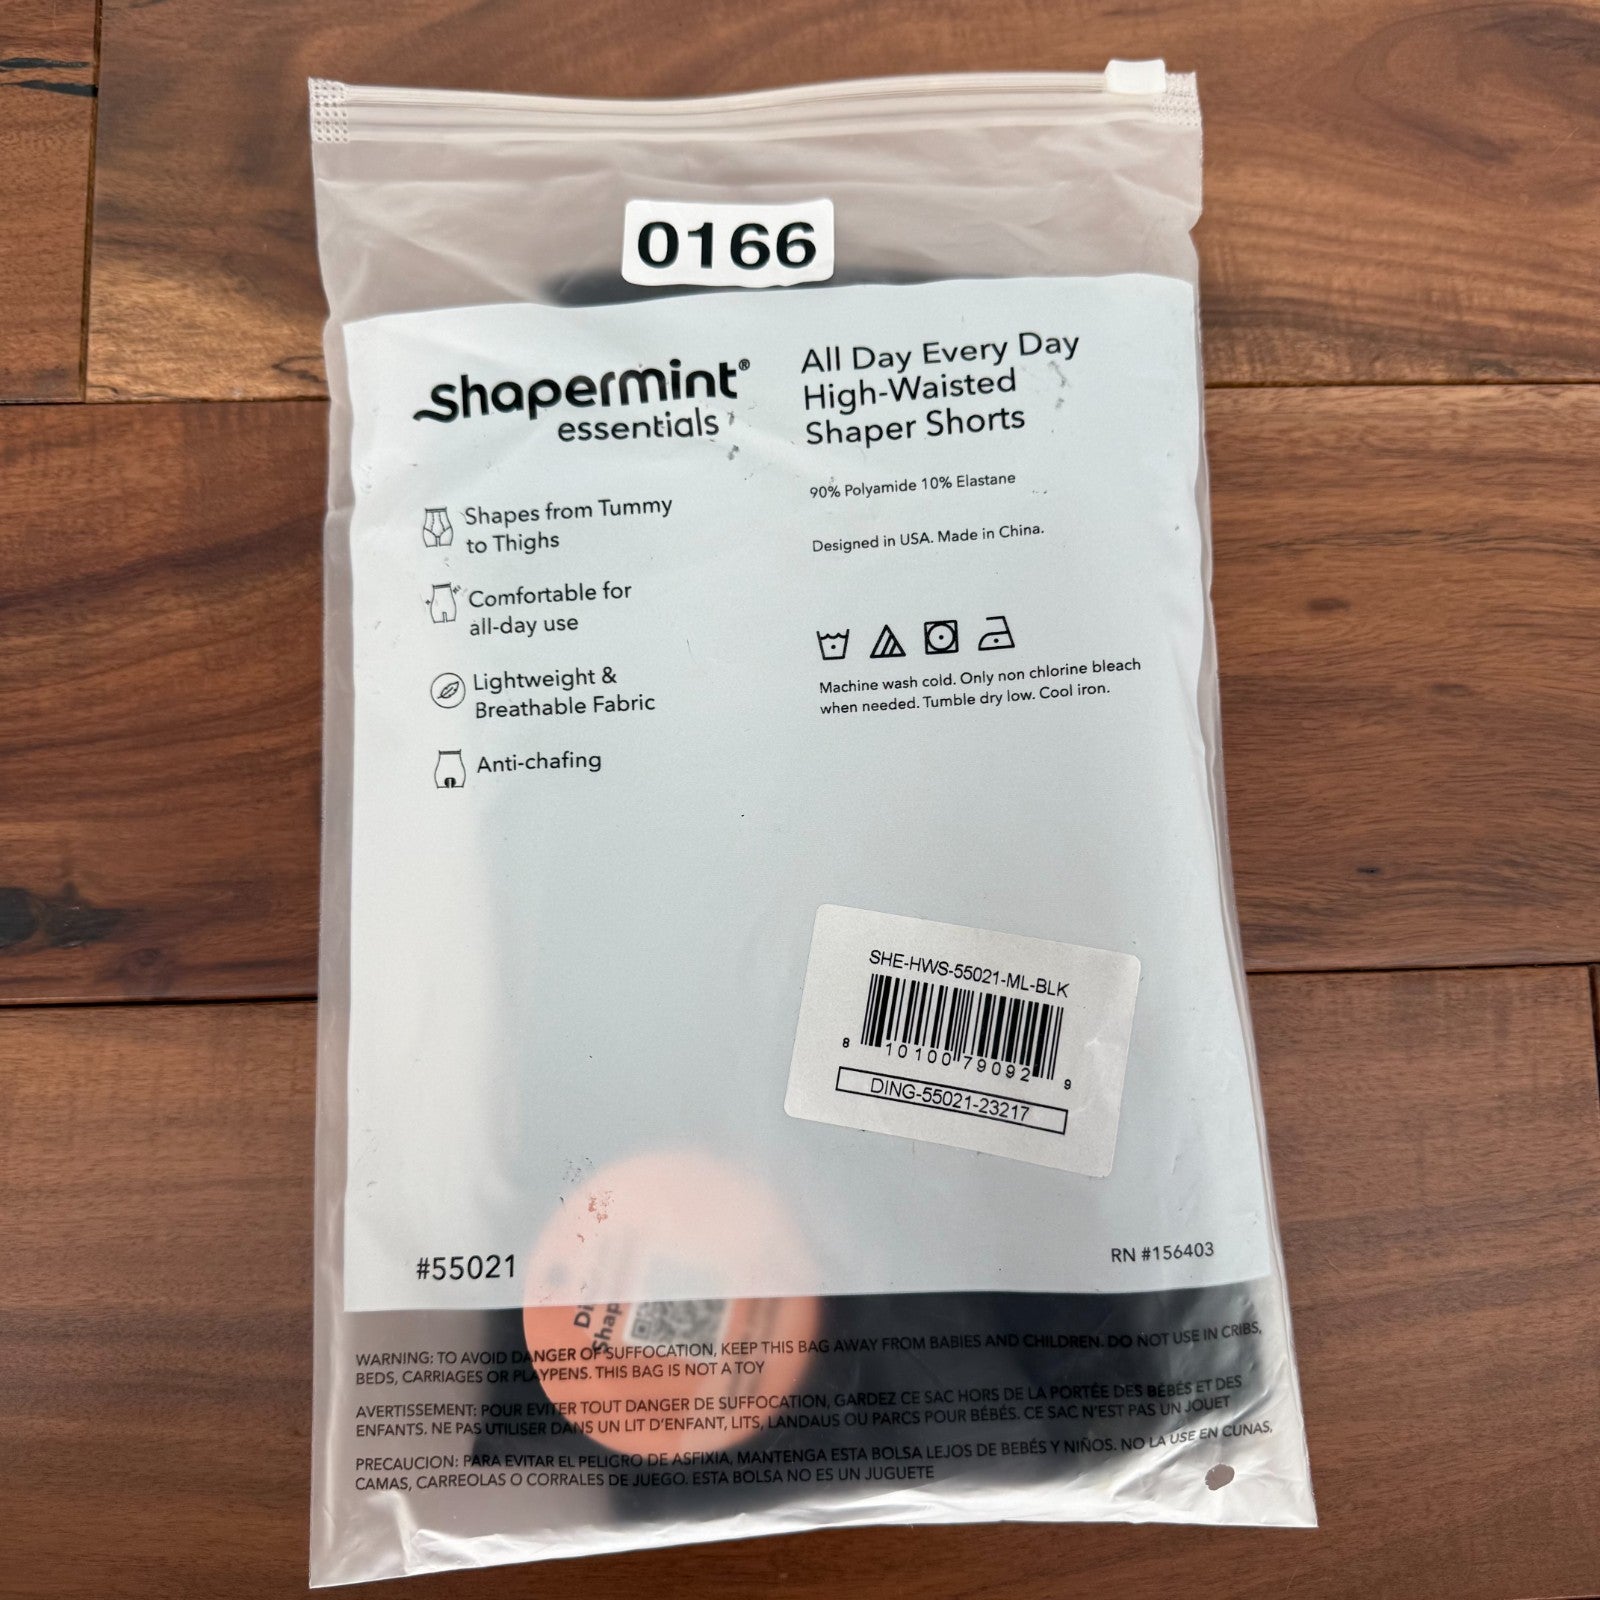 0166
shapermint®
essentials
All Day Every Day
High-Waisted
Shaper Shorts
90% Polyamide 10% Elastane
Designed in USA. Made in China.
Shapes from Tummy
to Thighs
Comfortable for
all-day use
Lightweight &
Breathable Fabric
Anti-chafing
Machine wash cold. Only non chlorine bleach
when needed. Tumble dry low. Cool iron.
SHE-HWS-55021-ML-BLK
8 10100 79092 9
DING-55021-23217
#55021
RN #156403
WARNING: TO AVOID DANGER OF SUFFOCATION, KEEP THIS BAG AWAY FROM BABIES AND CHILDREN. DO NOT USE IN CRIBS,
BEDS, CARRIAGES OR PLAYPENS. THIS BAG IS NOT A TOY
AVERTISSEMENT: POUR EVITER TOUT DANGER DE SUFFOCATION, GARDEZ CE SAC HORS DE LA PORTÉE DES BÉBÉS ET DES
ENFANTS. NE PAS UTILISER DANS UN LIT D'ENFANT, LITS, LANDAUS OU PARCS POUR BÉBÉS. CE SAC N'EST PAS UN JOUET
PRECAUCION: PARA EVITAR EL PELIGRO DE ASFIXIA, MANTENGA ESTA BOLSA LEJOS DE BEBÉS Y NIÑOS. NO LA USE EN CUNAS,
CAMAS, CARREOLAS O CORRALES DE JUEGO. ESTA BOLSA NO ES UN JUGUETE